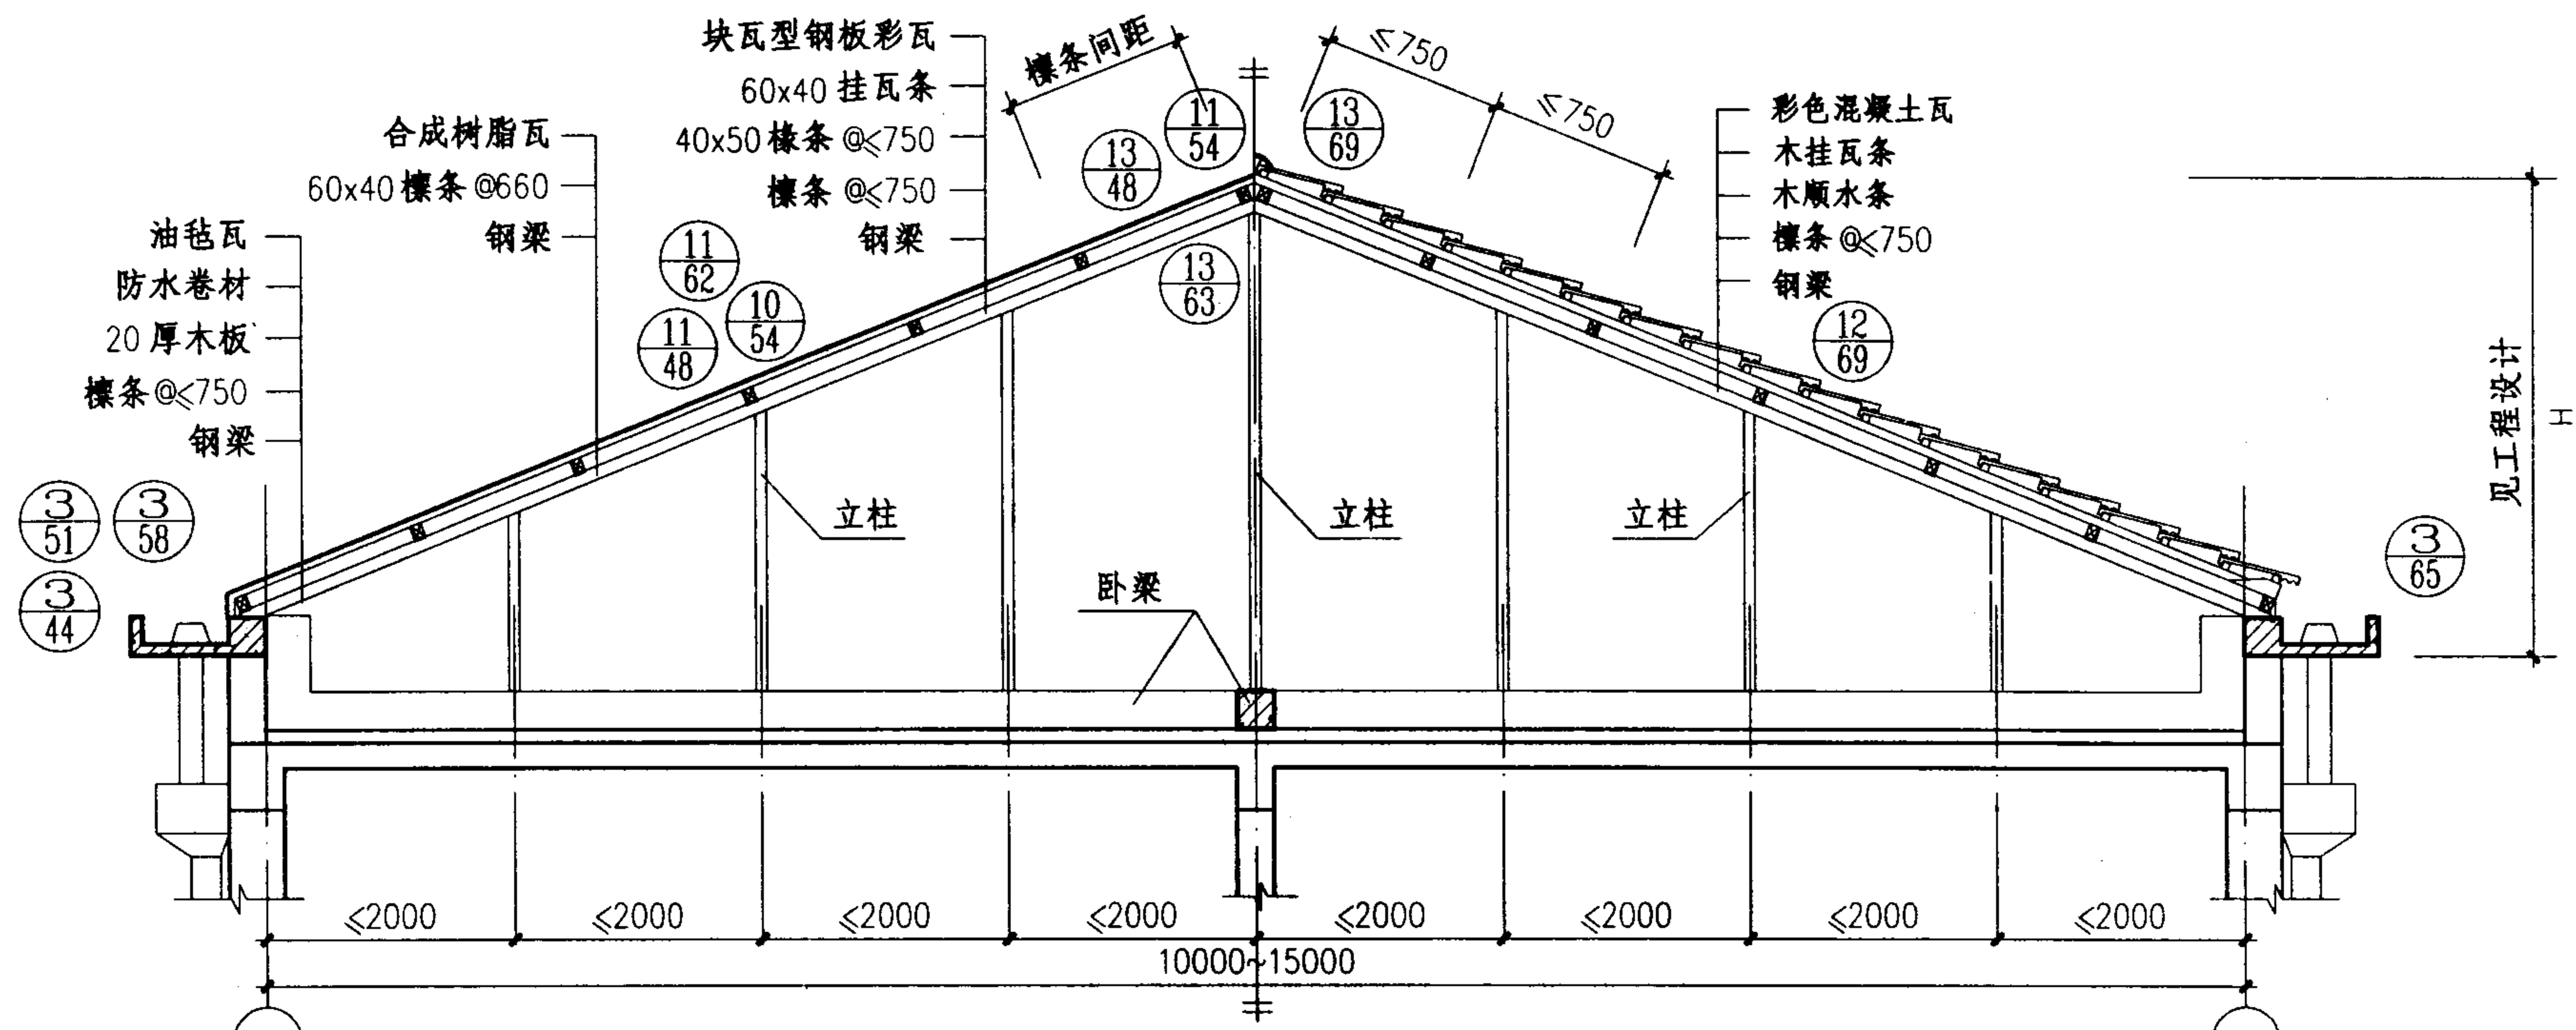 块瓦型钢板彩瓦
60x40 挂瓦条
40x50 椽条 @≤750
檩条 @≤750
钢梁
檩条间距
≤750
≤750
合成树脂瓦
60x40 檩条 @660
钢梁
油毡瓦
防水卷材
20 厚木板
檩条 @≤750
钢梁
彩色混凝土瓦
木挂瓦条
木顺水条
檩条 @≤750
钢梁
11
54
13
69
13
48
11
62
10
54
11
48
13
63
12
69
3
51
3
58
3
44
3
65
立柱
立柱
立柱
卧梁
见工程设计
H
≤2000
≤2000
≤2000
≤2000
≤2000
≤2000
≤2000
≤2000
10000~15000